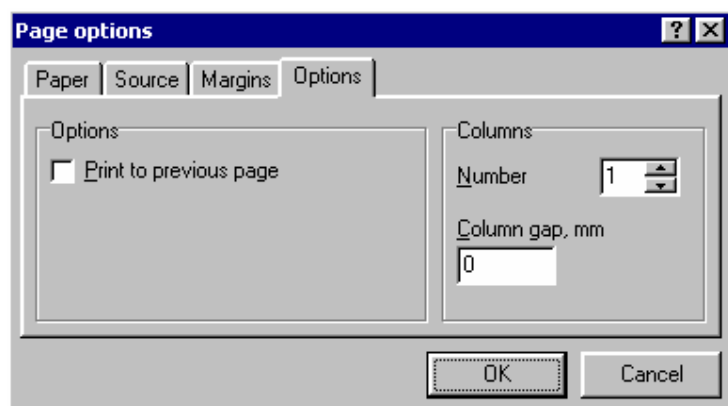 Page options
Paper Source Margins Options
Options
Print to previous page
Columns
Number 1
Column gap, mm
0
OK Cancel